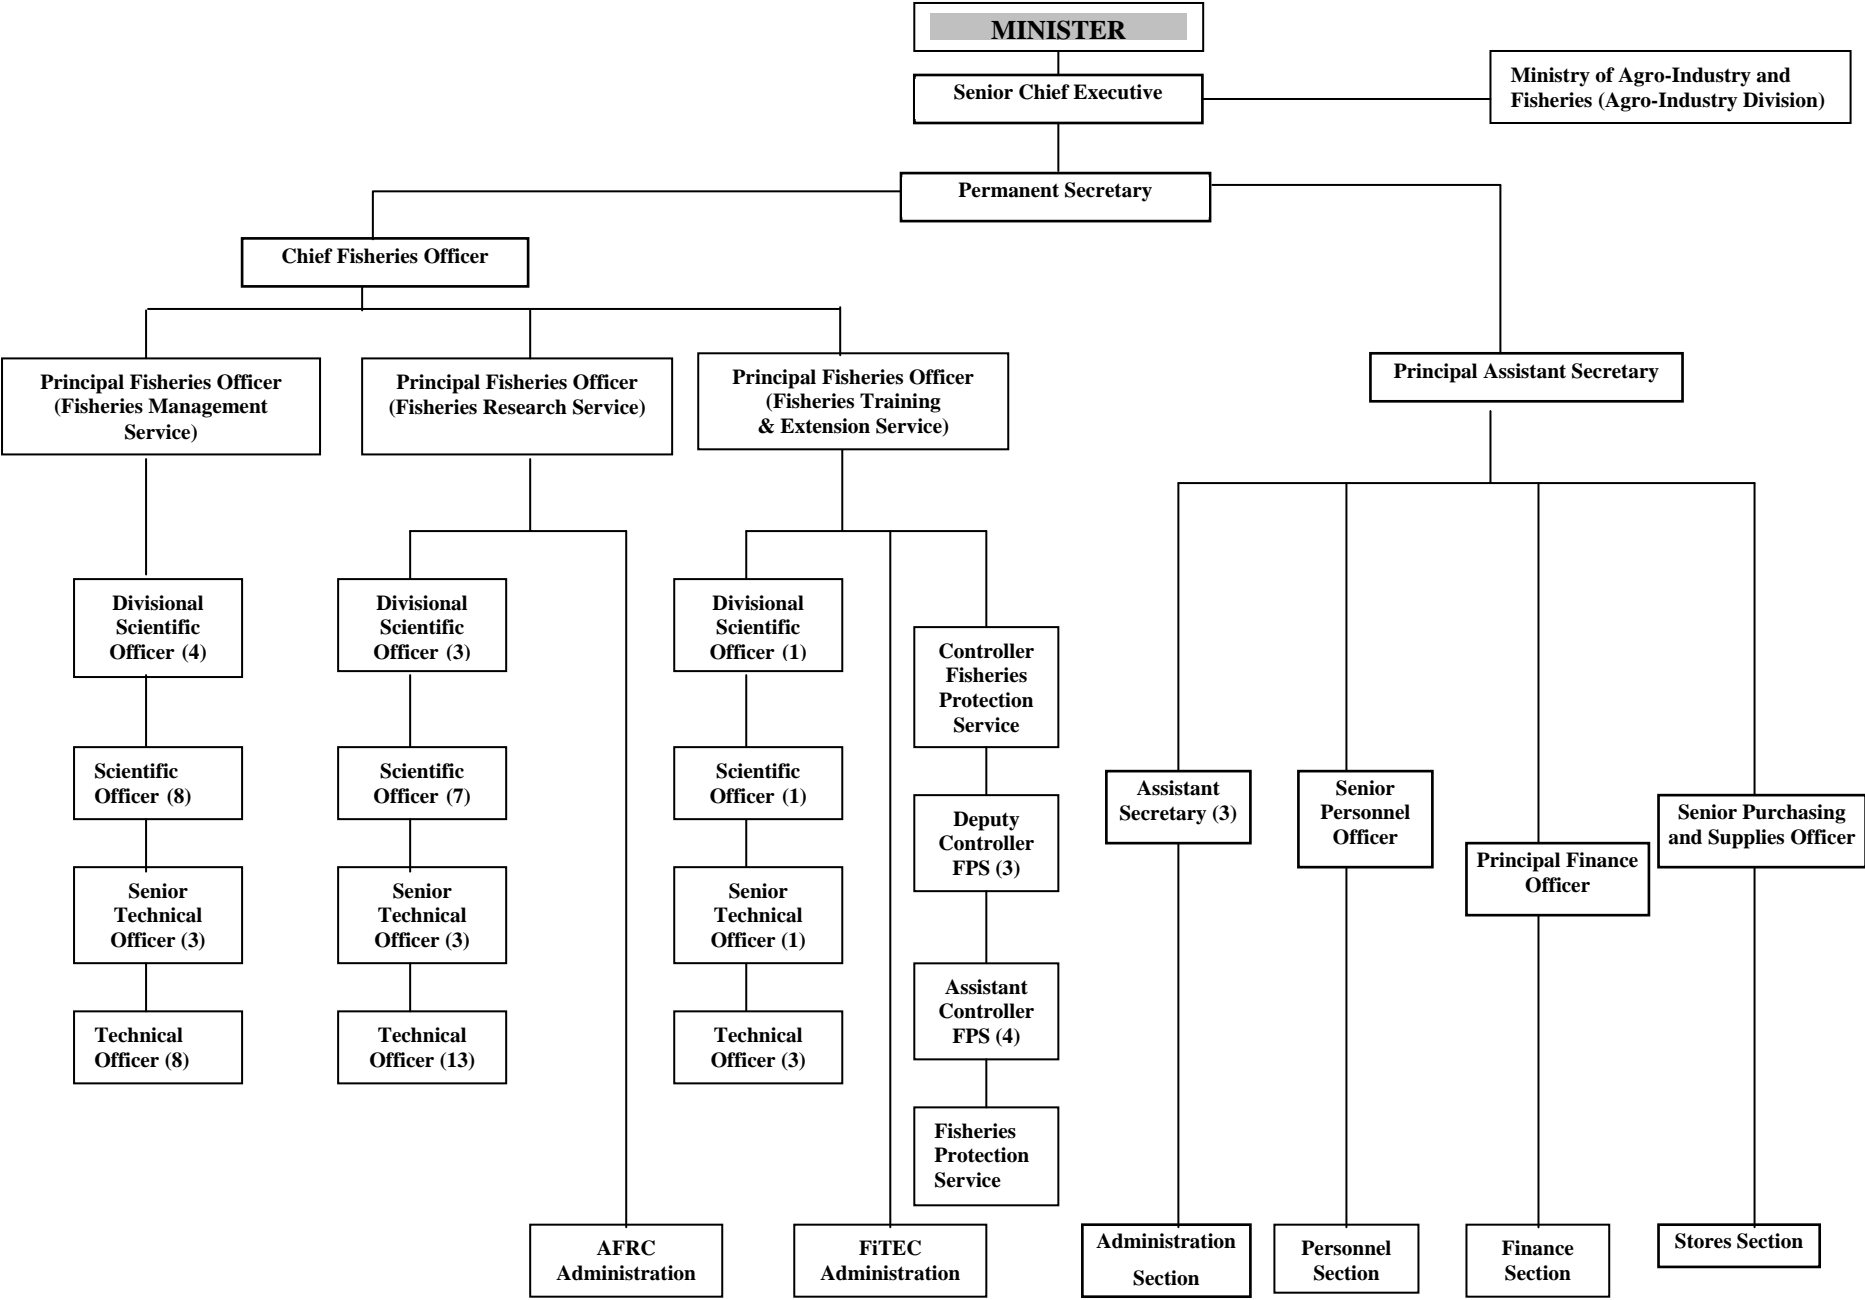 MINISTER
Senior Chief Executive
Ministry of Agro-Industry and
Fisheries (Agro-Industry Division)
Permanent Secretary
Chief Fisheries Officer
Principal Fisheries Officer
(Fisheries Management
Service)
Principal Fisheries Officer
(Fisheries Research Service)
Principal Fisheries Officer
(Fisheries Training
& Extension Service)
Principal Assistant Secretary
Divisional
Scientific
Officer (4)
Divisional
Scientific
Officer (3)
Divisional
Scientific
Officer (1)
Controller
Fisheries
Protection
Service
Scientific
Officer (8)
Scientific
Officer (7)
Scientific
Officer (1)
Deputy
Controller
FPS (3)
Assistant
Secretary (3)
Senior
Personnel
Officer
Principal Finance
Officer
Senior Purchasing
and Supplies Officer
Senior
Technical
Officer (3)
Senior
Technical
Officer (3)
Senior
Technical
Officer (1)
Assistant
Controller
FPS (4)
Technical
Officer (8)
Technical
Officer (13)
Technical
Officer (3)
Fisheries
Protection
Service
AFRC
Administration
FiTEC
Administration
Administration
Section
Personnel
Section
Finance
Section
Stores Section